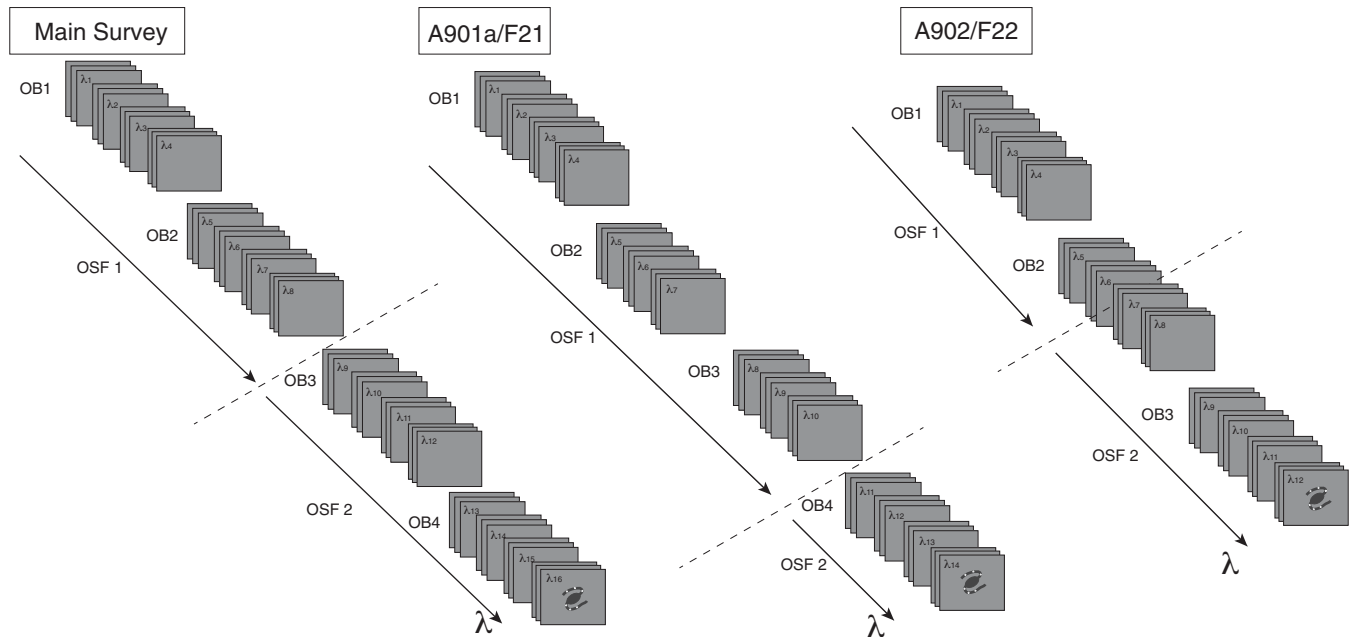 Main Survey
OB1
λ1
λ2
λ3
λ4
OB2
λ5
λ6
λ7
λ8
OSF 1
OB3
λ9
λ10
λ11
λ12
OSF 2
OB4
λ13
λ14
λ15
λ16
λ
A901a/F21
OB1
λ1
λ2
λ3
λ4
OB2
λ5
λ6
λ7
OSF 1
OB3
λ8
λ9
λ10
OB4
λ11
λ12
λ13
λ14
OSF 2
λ
A902/F22
OB1
λ1
λ2
λ3
λ4
OSF 1
OB2
λ5
λ6
λ7
λ8
OB3
λ9
λ10
λ11
λ12
OSF 2
λ